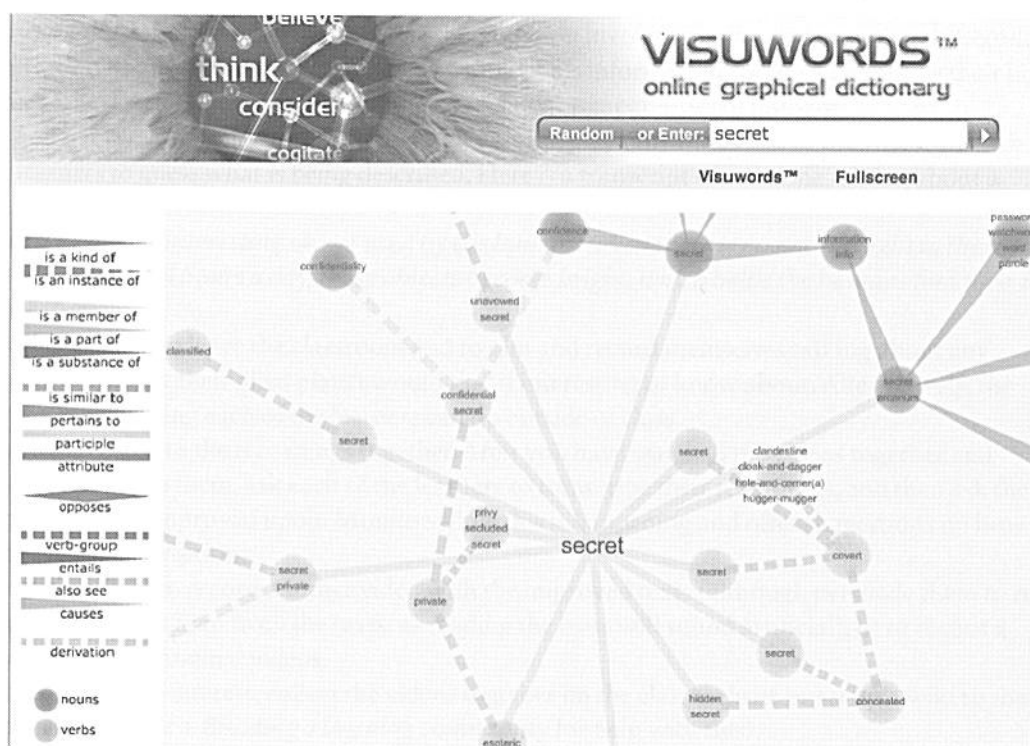 believe
think
consider
cogitate
VISUWORDS™
online graphical dictionary
Random or Enter: secret
Visuwords™ Fullscreen
is a kind of
is an instance of
is a member of
is a part of
is a substance of
is similar to
pertains to
participle
attribute
opposes
verb-group
entails
also see
causes
derivation
nouns
verbs
confidentiality
confidence
secret
information
info
password
watchword
word
parole
unavowed
secret
classified
confidential
secret
secret
arcanum
secret
secret
clandestine
cloak-and-dagger
hole-and-corner(a)
hugger-mugger
privy
secluded
secret
secret
covert
secret
private
private
secret
secret
hidden
secret
concealed
esoteric